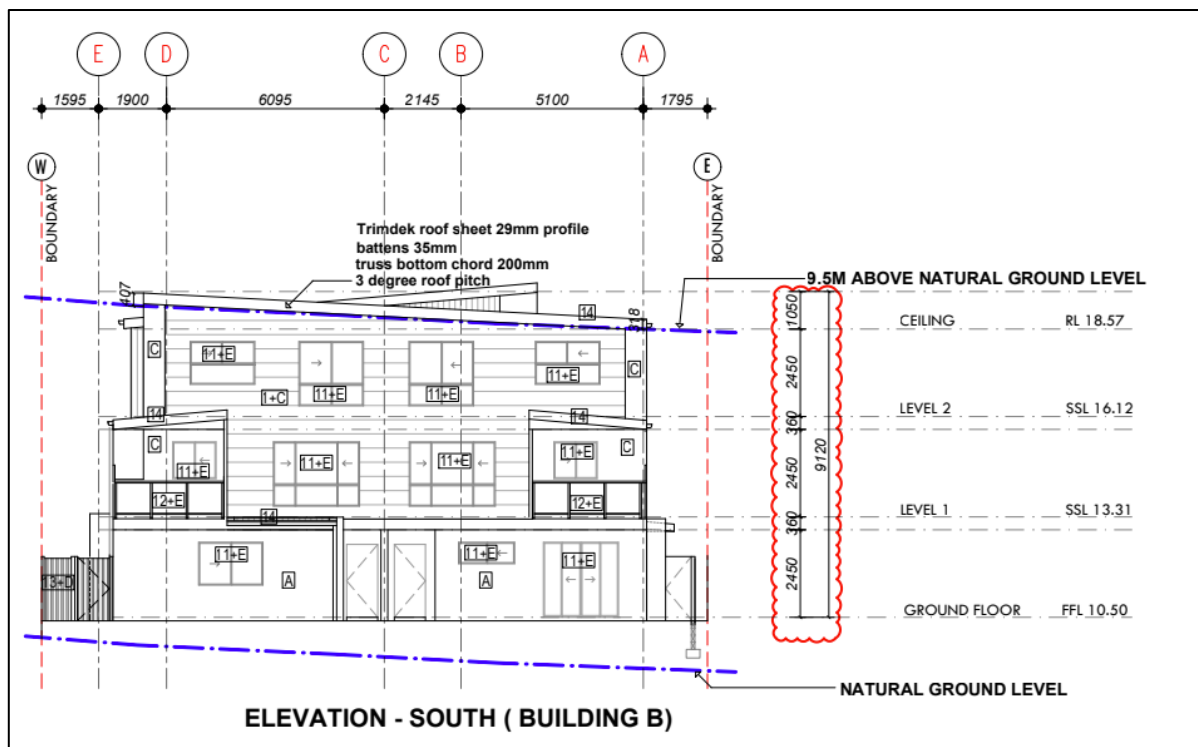 E D C B A
1595 1900 6095 2145 5100 1795
W E
BOUNDARY BOUNDARY
Trimdek roof sheet 29mm profile
battens 35mm
truss bottom chord 200mm
3 degree roof pitch
9.5M ABOVE NATURAL GROUND LEVEL
407
14
318
1050
CEILING RL 18.57
C 11+E 11+E 11+E 11+E C
1+C
2450
14 14
LEVEL 2 SSL 16.12
360
9120
C 11+E 11+E 11+E 11+E C
2450
12+E 12+E
14
LEVEL 1 SSL 13.31
360
11+E 11+E 11+E
13+D A A
2450
GROUND FLOOR FFL 10.50
NATURAL GROUND LEVEL
ELEVATION - SOUTH ( BUILDING B)